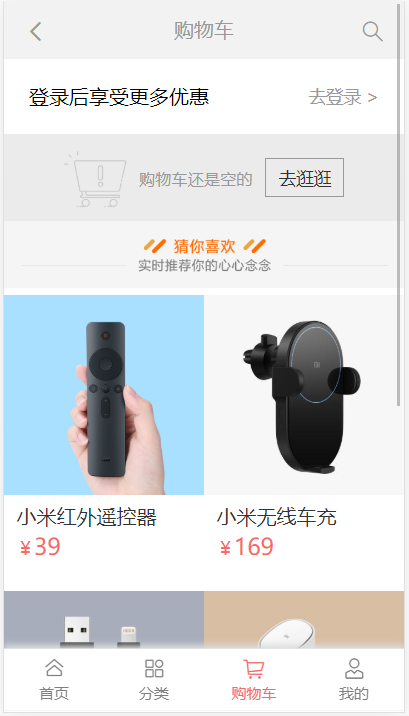 购物车
登录后享受更多优惠 去登录 >
购物车还是空的 去逛逛
猜你喜欢
实时推荐你的心心念念
小米红外遥控器 小米无线车充
¥39 ¥169
首页 分类 购物车 我的